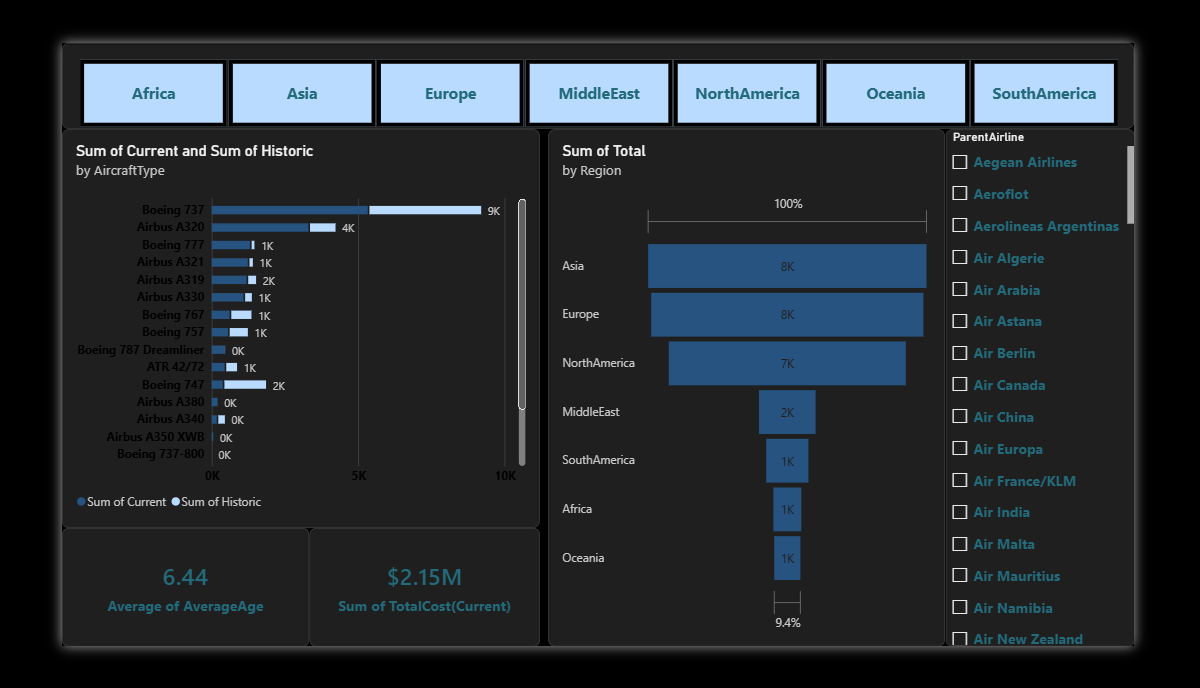 Africa
Asia
Europe
MiddleEast
NorthAmerica
Oceania
SouthAmerica
Sum of Current and Sum of Historic
by AircraftType
Boeing 737
9K
Airbus A320
4K
Boeing 777
1K
Airbus A321
1K
Airbus A319
2K
Airbus A330
1K
Boeing 767
1K
Boeing 757
1K
Boeing 787 Dreamliner
0K
ATR 42/72
1K
Boeing 747
2K
Airbus A380
0K
Airbus A340
0K
Airbus A350 XWB
0K
Boeing 737-800
0K
0K
5K
10K
Sum of Current
Sum of Historic
6.44
Average of AverageAge
$2.15M
Sum of TotalCost(Current)
Sum of Total
by Region
100%
Asia
8K
Europe
8K
NorthAmerica
7K
MiddleEast
2K
SouthAmerica
1K
Africa
1K
Oceania
1K
9.4%
ParentAirline
Aegean Airlines
Aeroflot
Aerolineas Argentinas
Air Algerie
Air Arabia
Air Astana
Air Berlin
Air Canada
Air China
Air Europa
Air France/KLM
Air India
Air Malta
Air Mauritius
Air Namibia
Air New Zealand